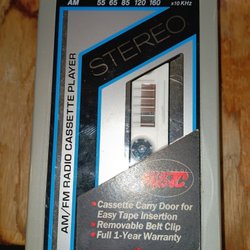 AM 55 65 85 120 160 x10 KHz
STEREO
AM/FM RADIO CASSETTE PLAYER
• Cassette Carry Door for
Easy Tape Insertion
• Removable Belt Clip
• Full 1-Year Warranty